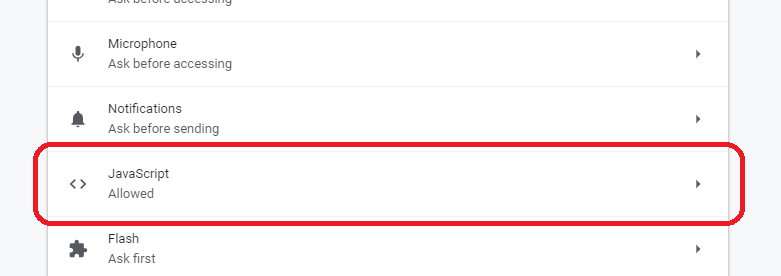 Ask before accessing
Microphone
Ask before accessing
Notifications
Ask before sending
JavaScript
Allowed
Flash
Ask first